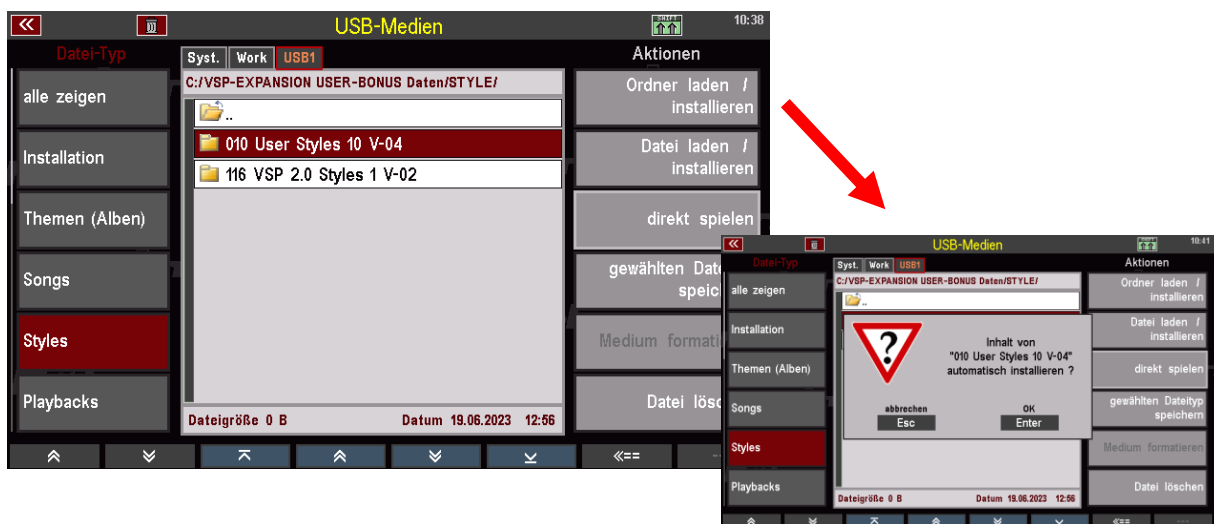 USB-Medien
SHIFT
10:38
Datei-Typ
Syst. Work USB1
Aktionen
C:/VSP-EXPANSION USER-BONUS Daten/STYLE/
alle zeigen
Installation
Themen (Alben)
Songs
Styles
Playbacks
..
010 User Styles 10 V-04
116 VSP 2.0 Styles 1 V-02
Dateigröße 0 B
Datum 19.06.2023 12:56
Ordner laden /
installieren
Datei laden /
installieren
direkt spielen
gewählten Date
speic
Medium formati
Datei lösc
«==
USB-Medien
SHIFT
10:41
Datei-Typ
Syst. Work USB1
Aktionen
C:/VSP-EXPANSION USER-BONUS Daten/STYLE/
alle zeigen
Installation
Themen (Alben)
Songs
Styles
Playbacks
..
Inhalt von
"010 User Styles 10 V-04"
automatisch installieren ?
?
abbrechen
Esc
OK
Enter
Dateigröße 0 B
Datum 19.06.2023 12:56
Ordner laden /
installieren
Datei laden /
installieren
direkt spielen
gewählten Dateityp
speichern
Medium formatieren
Datei löschen
«==